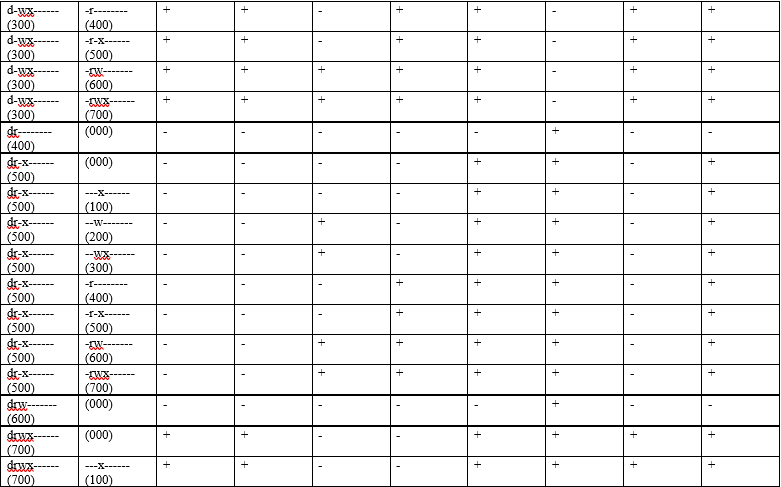 d-wx------ -r-------- + + - + + - + +
(300) (400)
d-wx------ -r-x------ + + - + + - + +
(300) (500)
d-wx------ -rw------- + + + + + - + +
(300) (600)
d-wx------ -rwx------ + + + + + - + +
(300) (700)
dr-------- (000) - - - - - + - -
(400)
dr-x------ (000) - - - - + + - +
(500)
dr-x------ ---x------ - - - - + + - +
(500) (100)
dr-x------ --w------- - - + - + + - +
(500) (200)
dr-x------ --wx------ - - + - + + - +
(500) (300)
dr-x------ -r-------- - - - + + + - +
(500) (400)
dr-x------ -r-x------ - - - + + + - +
(500) (500)
dr-x------ -rw------- - - + + + + - +
(500) (600)
dr-x------ -rwx------ - - + + + + - +
(500) (700)
drw------- (000) - - - - - + - -
(600)
drwx------ (000) + + - - + + + +
(700)
drwx------ ---x------ + + - - + + + +
(700) (100)